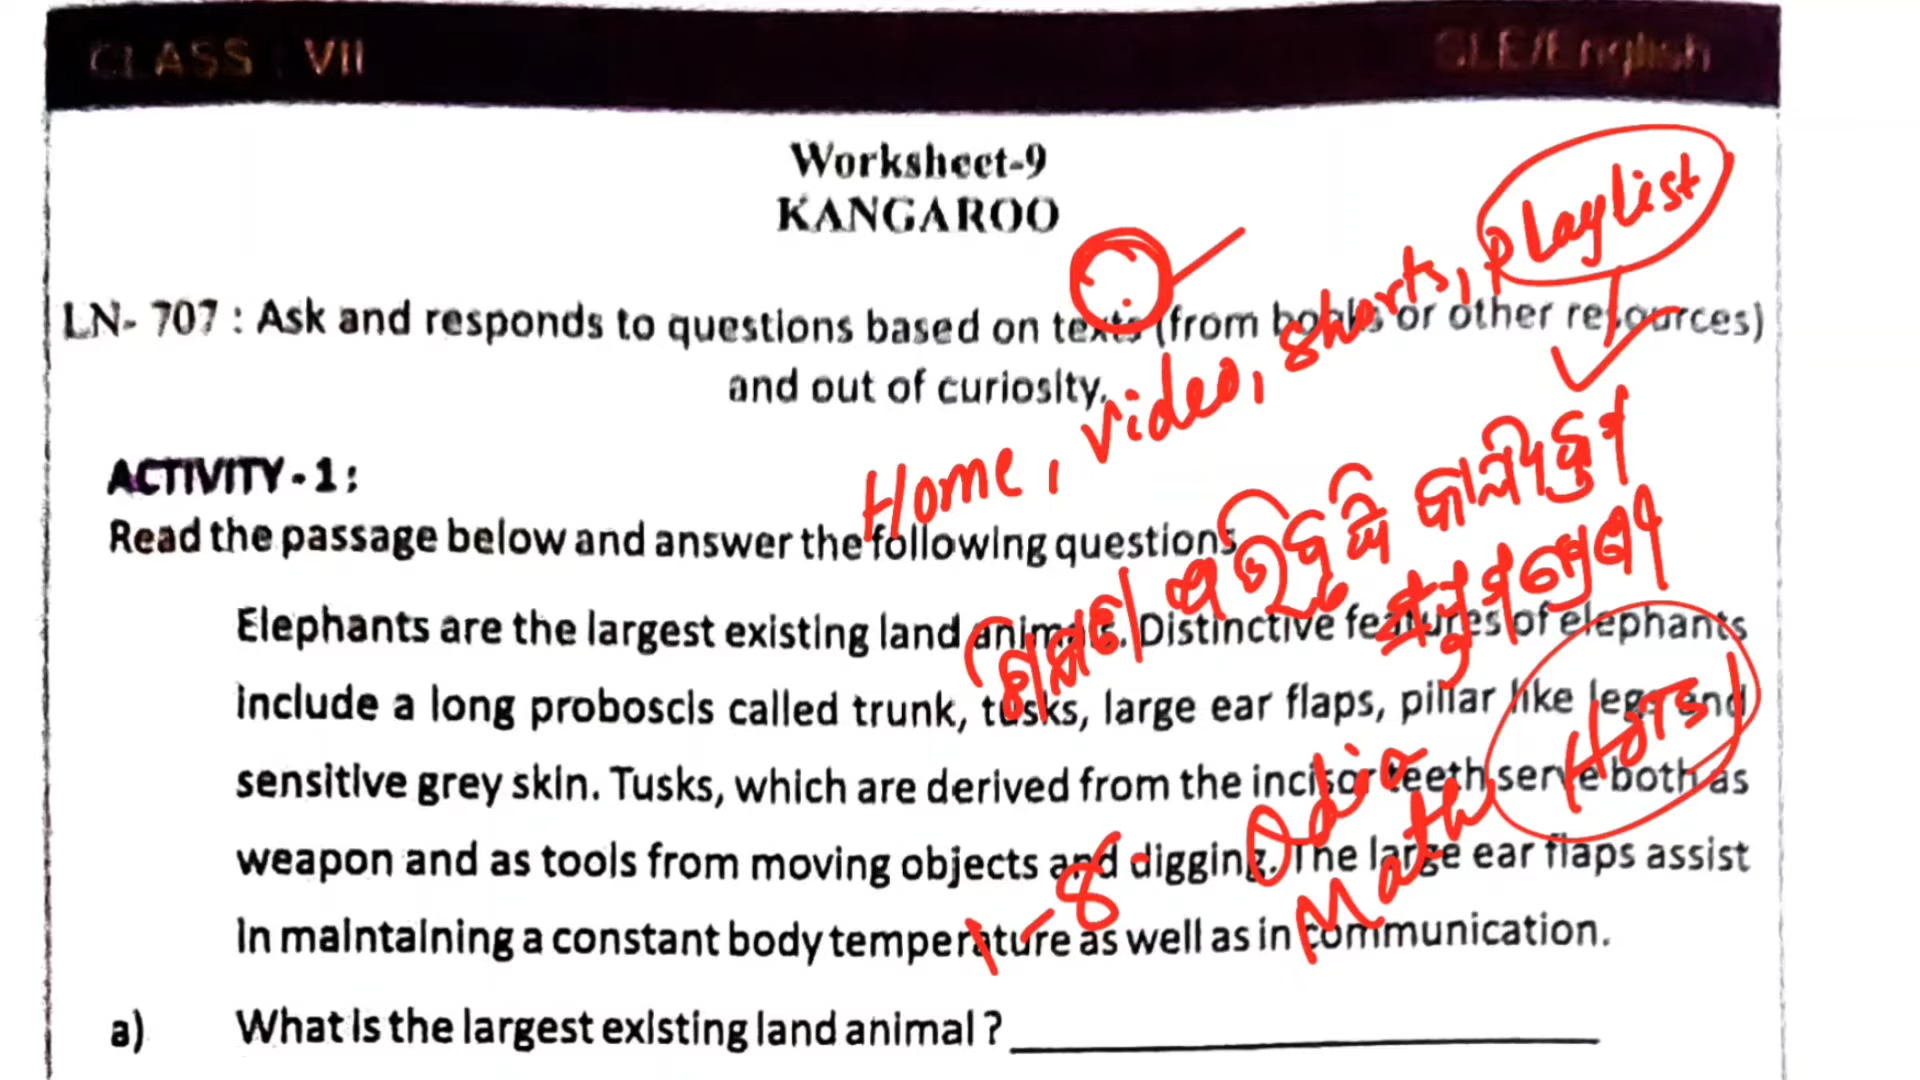 CLASS : VII
SLE/English
Worksheet-9
KANGAROO
LN- 707 : Ask and responds to questions based on texts (from books or other resources)
and out of curiosity.
ACTIVITY - 1 :
Read the passage below and answer the following questions
Elephants are the largest existing land animals. Distinctive features of elephants
include a long proboscis called trunk, tusks, large ear flaps, pillar like legs and
sensitive grey skin. Tusks, which are derived from the incisor teeth serve both as
weapon and as tools from moving objects and digging. The large ear flaps assist
in maintaining a constant body temperature as well as in communication.
a) What is the largest existing land animal ?
Home, video, shorts, playlist
1-8 Odia
Math
HOTS